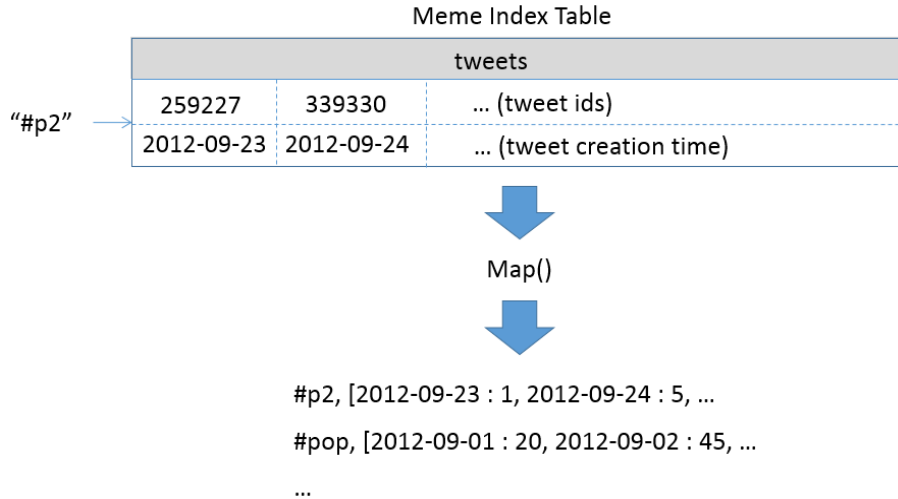 Meme Index Table
tweets
259227 339330 ... (tweet ids)
“#p2”
2012-09-23 2012-09-24 ... (tweet creation time)
Map()
#p2, [2012-09-23 : 1, 2012-09-24 : 5, ...
#pop, [2012-09-01 : 20, 2012-09-02 : 45, ...
...